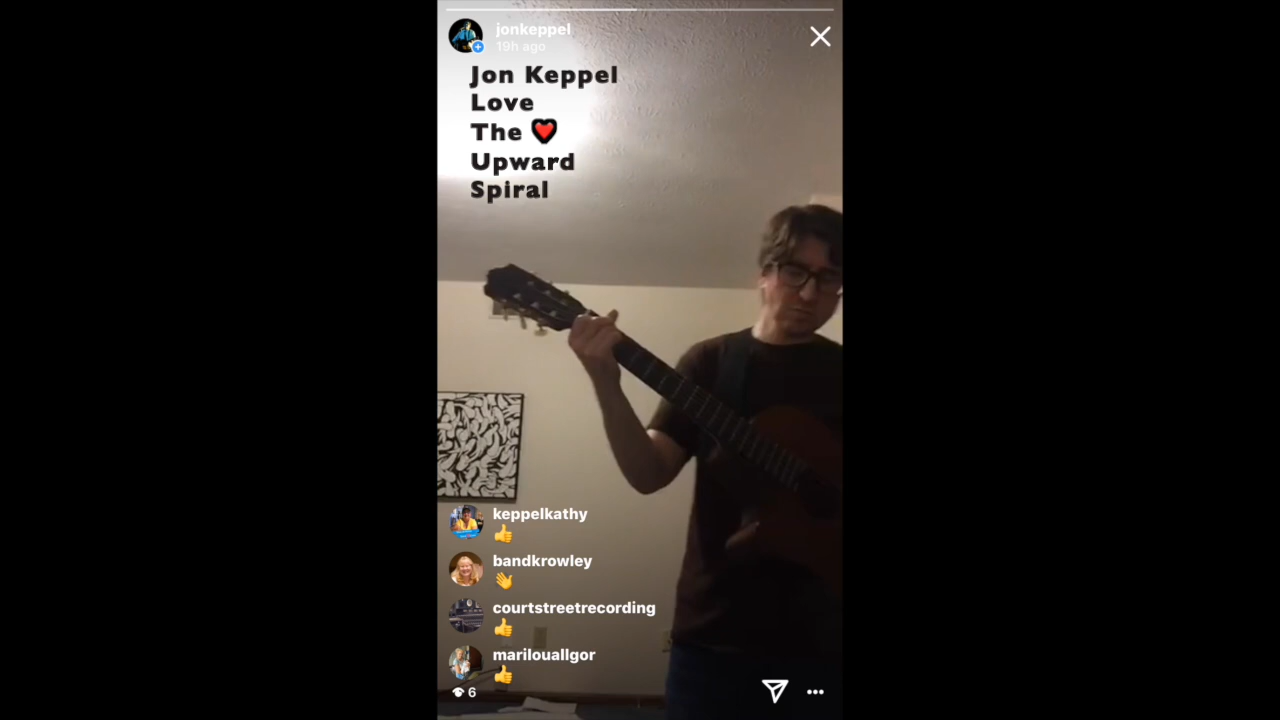 jonkeppel
19h ago
Jon Keppel
Love
The ❤️
Upward
Spiral
keppelkathy
👍
bandkrowley
👋
courtstreetrecording
👍
marilouallgor
👍
6